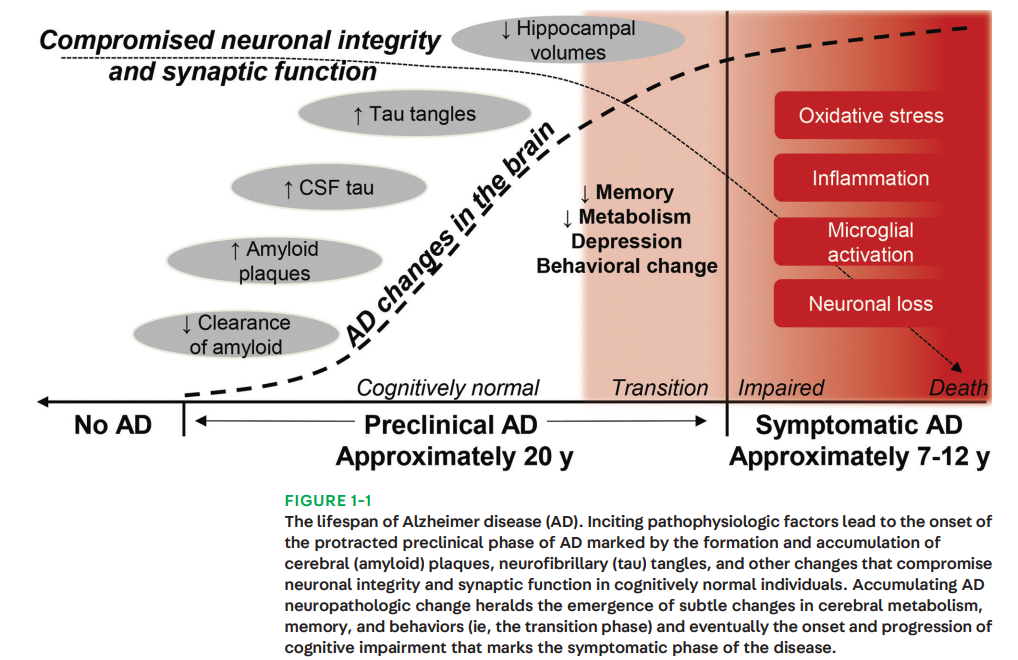 Compromised neuronal integrity
and synaptic function
↓ Hippocampal
volumes
↑ Tau tangles
↑ CSF tau
↑ Amyloid
plaques
↓ Clearance
of amyloid
AD changes in the brain
↓ Memory
↓ Metabolism
Depression
Behavioral change
Oxidative stress
Inflammation
Microglial
activation
Neuronal loss
Cognitively normal
Transition
Impaired
Death
No AD
Preclinical AD
Approximately 20 y
Symptomatic AD
Approximately 7-12 y
FIGURE 1-1
The lifespan of Alzheimer disease (AD). Inciting pathophysiologic factors lead to the onset of
the protracted preclinical phase of AD marked by the formation and accumulation of
cerebral (amyloid) plaques, neurofibrillary (tau) tangles, and other changes that compromise
neuronal integrity and synaptic function in cognitively normal individuals. Accumulating AD
neuropathologic change heralds the emergence of subtle changes in cerebral metabolism,
memory, and behaviors (ie, the transition phase) and eventually the onset and progression of
cognitive impairment that marks the symptomatic phase of the disease.